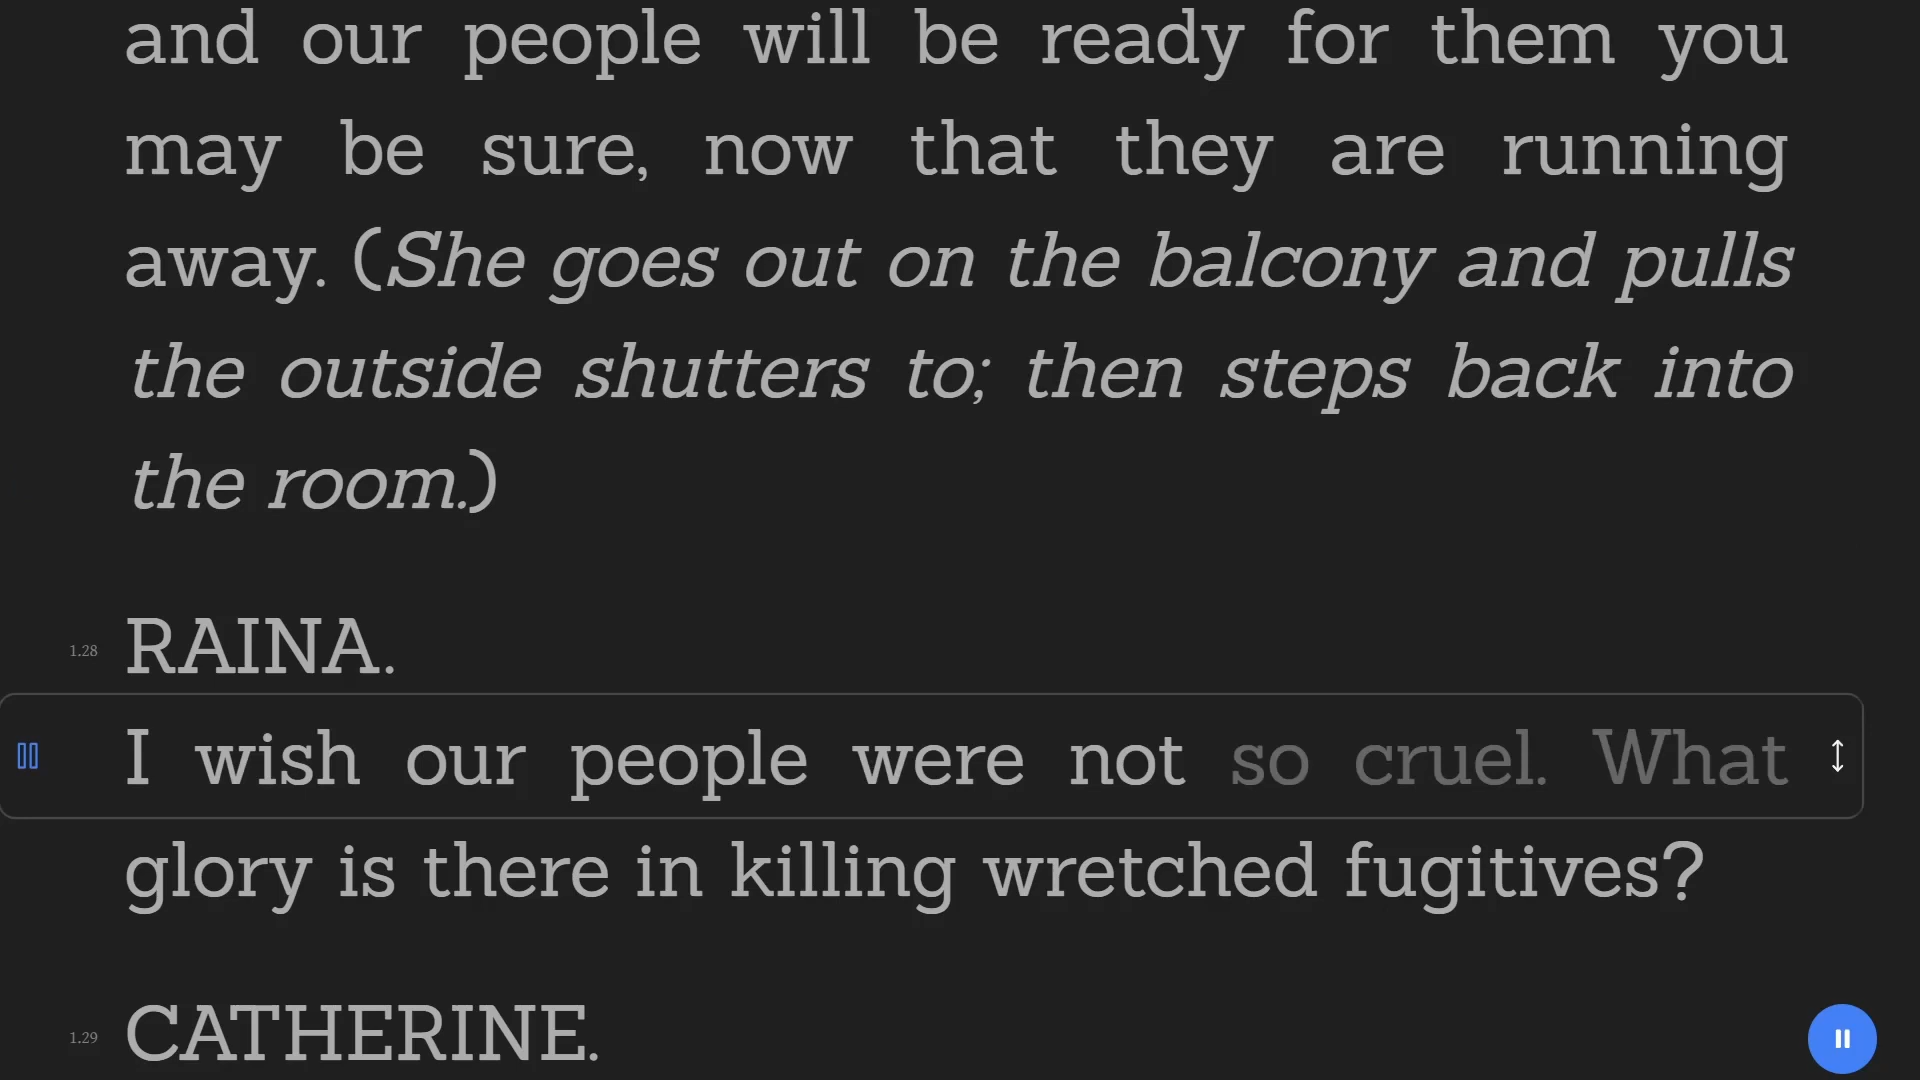 and our people will be ready for them you
may be sure, now that they are running
away. (She goes out on the balcony and pulls
the outside shutters to; then steps back into
the room.)
1.28 RAINA.
I wish our people were not so cruel. What
glory is there in killing wretched fugitives?
1.29 CATHERINE.